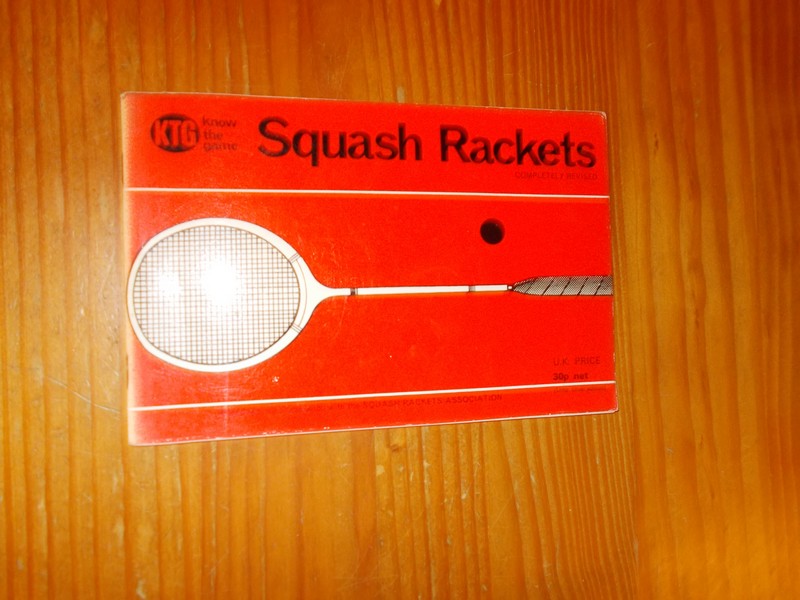 KTG
know
the
game
Squash Rackets
COMPLETELY REVISED
U.K. PRICE
30p net
SQUASH RACKETS ASSOCIATION